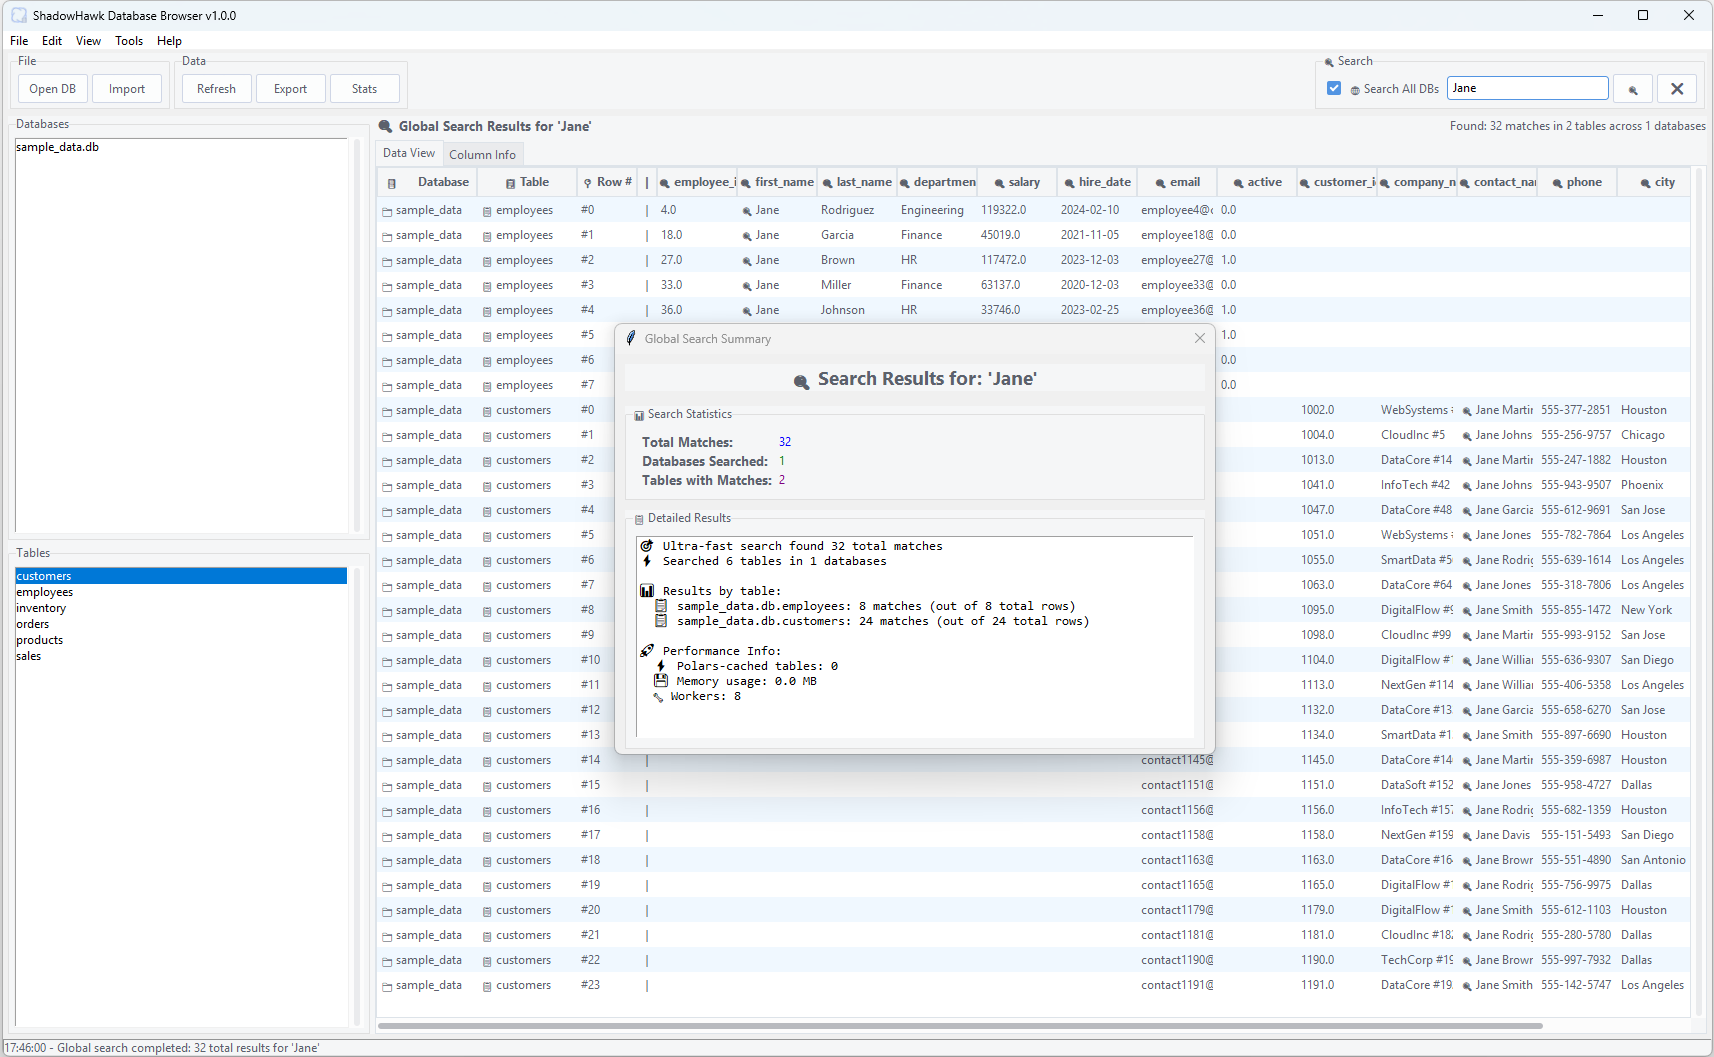 ShadowHawk Database Browser v1.0.0
File Edit View Tools Help
File Data Search
Open DB Import Refresh Export Stats Search All DBs Jane
Databases
sample_data.db
Tables
customers
employees
inventory
orders
products
sales
Global Search Results for 'Jane' Found: 32 matches in 2 tables across 1 databases
Data View Column Info
Database Table Row # | employee_i first_name last_name departmen salary hire_date email active customer_i company_n contact_nai phone city
sample_data employees #0 | 4.0 Jane Rodriguez Engineering 119322.0 2024-02-10 employee4@ 0.0
sample_data employees #1 | 18.0 Jane Garcia Finance 45019.0 2021-11-05 employee18@ 0.0
sample_data employees #2 | 27.0 Jane Brown HR 117472.0 2023-12-03 employee27@ 1.0
sample_data employees #3 | 33.0 Jane Miller Finance 63137.0 2020-12-03 employee33@ 0.0
sample_data employees #4 | 36.0 Jane Johnson HR 33746.0 2023-02-25 employee36@ 1.0
sample_data employees #5 1.0
sample_data employees #6 0.0
sample_data employees #7 0.0
sample_data customers #0 1002.0 WebSystems Jane Martin 555-377-2851 Houston
sample_data customers #1 1004.0 CloudInc #5 Jane Johns 555-256-9757 Chicago
sample_data customers #2 1013.0 DataCore #14 Jane Martin 555-247-1882 Houston
sample_data customers #3 1041.0 InfoTech #42 Jane Johns 555-943-9507 Phoenix
sample_data customers #4 1047.0 DataCore #48 Jane Garcia 555-612-9691 San Jose
sample_data customers #5 1051.0 WebSystems Jane Jones 555-782-7864 Los Angeles
sample_data customers #6 1055.0 SmartData #5 Jane Rodrig 555-639-1614 Los Angeles
sample_data customers #7 1063.0 DataCore #64 Jane Jones 555-318-7806 Los Angeles
sample_data customers #8 1095.0 DigitalFlow #9 Jane Smith 555-855-1472 New York
sample_data customers #9 1098.0 CloudInc #99 Jane Martin 555-993-9152 San Jose
sample_data customers #10 1104.0 DigitalFlow # Jane Williar 555-636-9307 San Diego
sample_data customers #11 1113.0 NextGen #114 Jane Williar 555-406-5358 Los Angeles
sample_data customers #12 1132.0 DataCore #13 Jane Garcia 555-658-6270 San Jose
sample_data customers #13 1134.0 SmartData #1 Jane Smith 555-897-6690 Houston
sample_data customers #14 | contact1145@ 1145.0 DataCore #14 Jane Martin 555-359-6987 Houston
sample_data customers #15 | contact1151@ 1151.0 DataSoft #152 Jane Jones 555-958-4727 Dallas
sample_data customers #16 | contact1156@ 1156.0 InfoTech #157 Jane Rodrig 555-682-1359 Houston
sample_data customers #17 | contact1158@ 1158.0 NextGen #159 Jane Davis 555-151-5493 San Diego
sample_data customers #18 | contact1163@ 1163.0 DataCore #16 Jane Brown 555-551-4890 San Antonio
sample_data customers #19 | contact1165@ 1165.0 DigitalFlow # Jane Rodrig 555-756-9975 Dallas
sample_data customers #20 | contact1179@ 1179.0 DigitalFlow # Jane Smith 555-612-1103 Houston
sample_data customers #21 | contact1181@ 1181.0 CloudInc #18 Jane Rodrig 555-280-5780 Dallas
sample_data customers #22 | contact1190@ 1190.0 TechCorp #19 Jane Brown 555-997-7932 Dallas
sample_data customers #23 | contact1191@ 1191.0 DataCore #19 Jane Smith 555-142-5747 Los Angeles
Global Search Summary
Search Results for: 'Jane'
Search Statistics
Total Matches: 32
Databases Searched: 1
Tables with Matches: 2
Detailed Results
Ultra-fast search found 32 total matches
Searched 6 tables in 1 databases
Results by table:
sample_data.db.employees: 8 matches (out of 8 total rows)
sample_data.db.customers: 24 matches (out of 24 total rows)
Performance Info:
Polars-cached tables: 0
Memory usage: 0.0 MB
Workers: 8
17:46:00 - Global search completed: 32 total results for 'Jane'